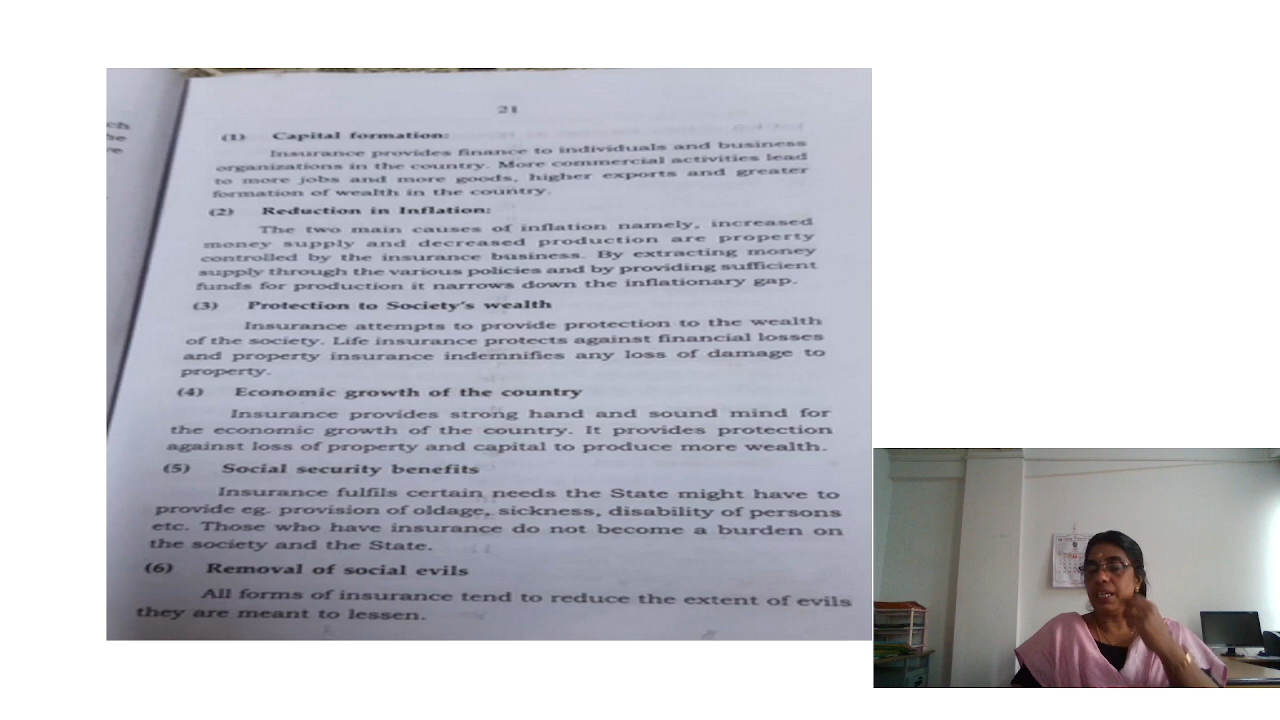 ch
he
re
21
(1) Capital formation:
Insurance provides finance to individuals and business
organizations in the country. More commercial activities lead
to more jobs and more goods, higher exports and greater
formation of wealth in the country.
(2) Reduction in Inflation:
The two main causes of inflation namely, increased
money supply and decreased production are property
controlled by the insurance business. By extracting money
supply through the various policies and by providing sufficient
funds for production it narrows down the inflationary gap.
(3) Protection to Society's wealth
Insurance attempts to provide protection to the wealth
of the society. Life insurance protects against financial losses
and property insurance indemnifies any loss of damage to
property.
(4) Economic growth of the country
Insurance provides strong hand and sound mind for
the economic growth of the country. It provides protection
against loss of property and capital to produce more wealth.
(5) Social security benefits
Insurance fulfils certain needs the State might have to
provide eg. provision of oldage, sickness, disability of persons
etc. Those who have insurance do not become a burden on
the society and the State.
(6) Removal of social evils
All forms of insurance tend to reduce the extent of evils
they are meant to lessen.